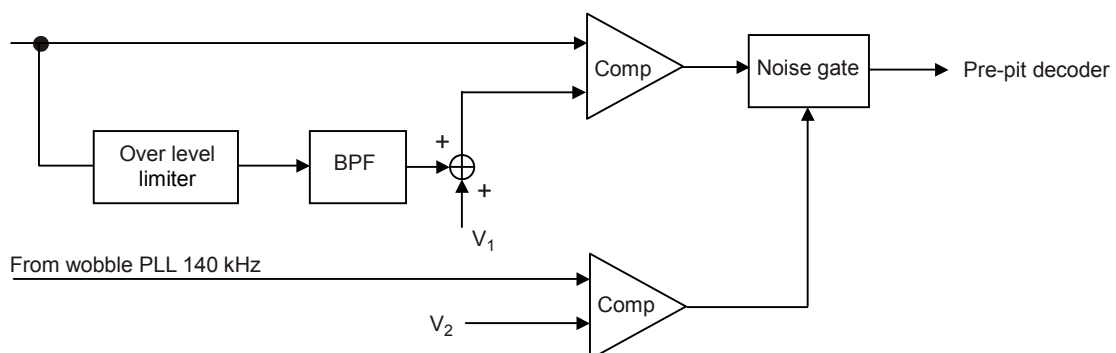 Comp
Noise gate
Pre-pit decoder
Over level
limiter
BPF
+
+
V₁
From wobble PLL 140 kHz
Comp
V₂